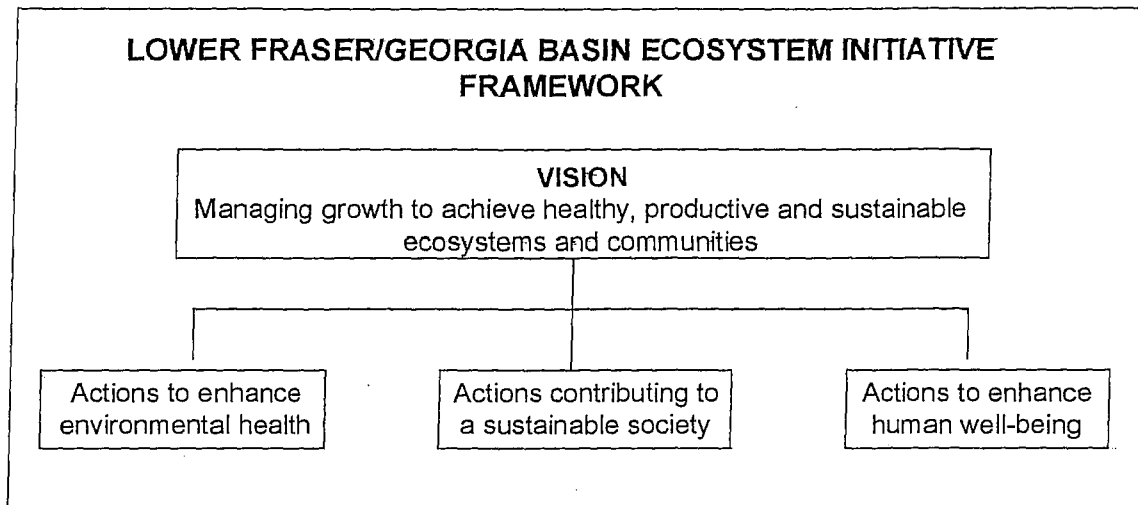 LOWER FRASER/GEORGIA BASIN ECOSYSTEM INITIATIVE
FRAMEWORK
VISION
Managing growth to achieve healthy, productive and sustainable
ecosystems and communities
Actions to enhance
environmental health
Actions contributing to
a sustainable society
Actions to enhance
human well-being